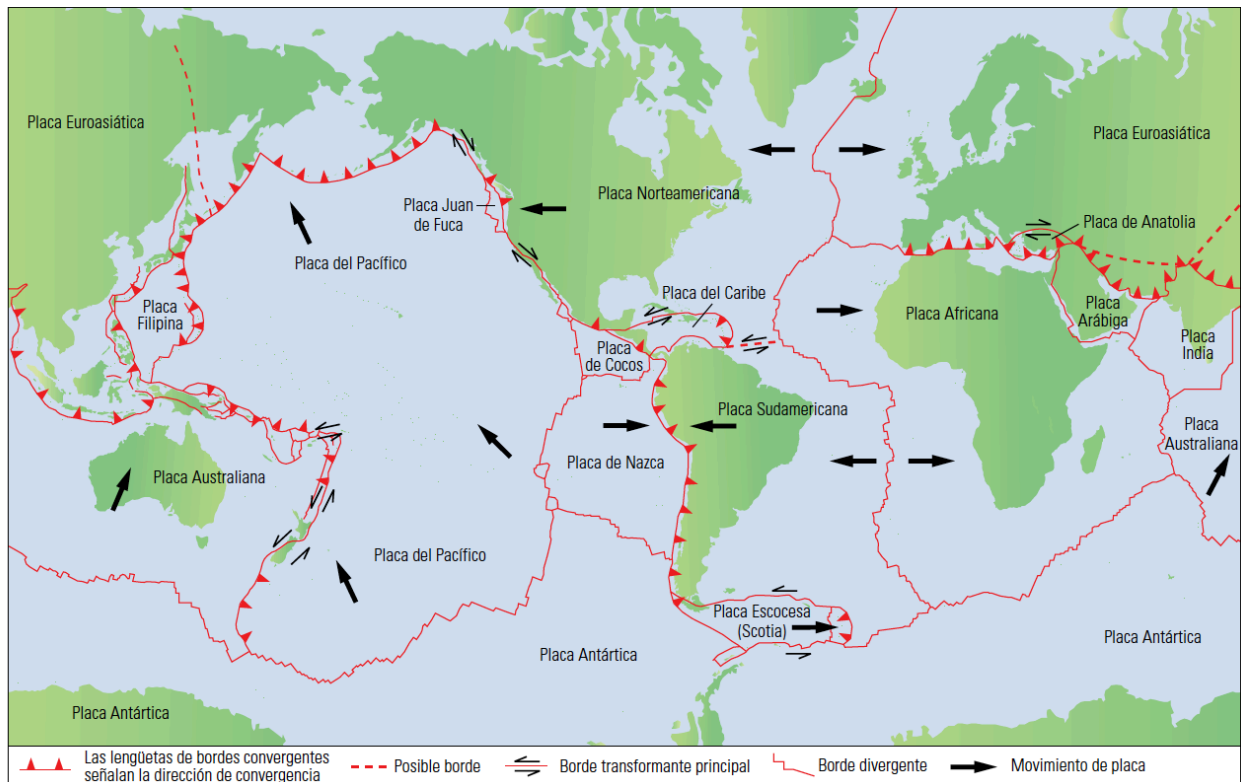 Placa Euroasiática
Placa Euroasiática
Placa Norteamericana
Placa Juan
de Fuca
Placa de Anatolia
Placa del Pacífico
Placa del Caribe
Placa
Filipina
Placa Africana
Placa
Arábiga
Placa
India
Placa
de Cocos
Placa Sudamericana
Placa
Australiana
Placa de Nazca
Placa Australiana
Placa del Pacífico
Placa Escocesa
(Scotia)
Placa Antártica
Placa Antártica
Placa Antártica
Las lengüetas de bordes convergentes
señalan la dirección de convergencia
Posible borde
Borde transformante principal
Borde divergente
Movimiento de placa